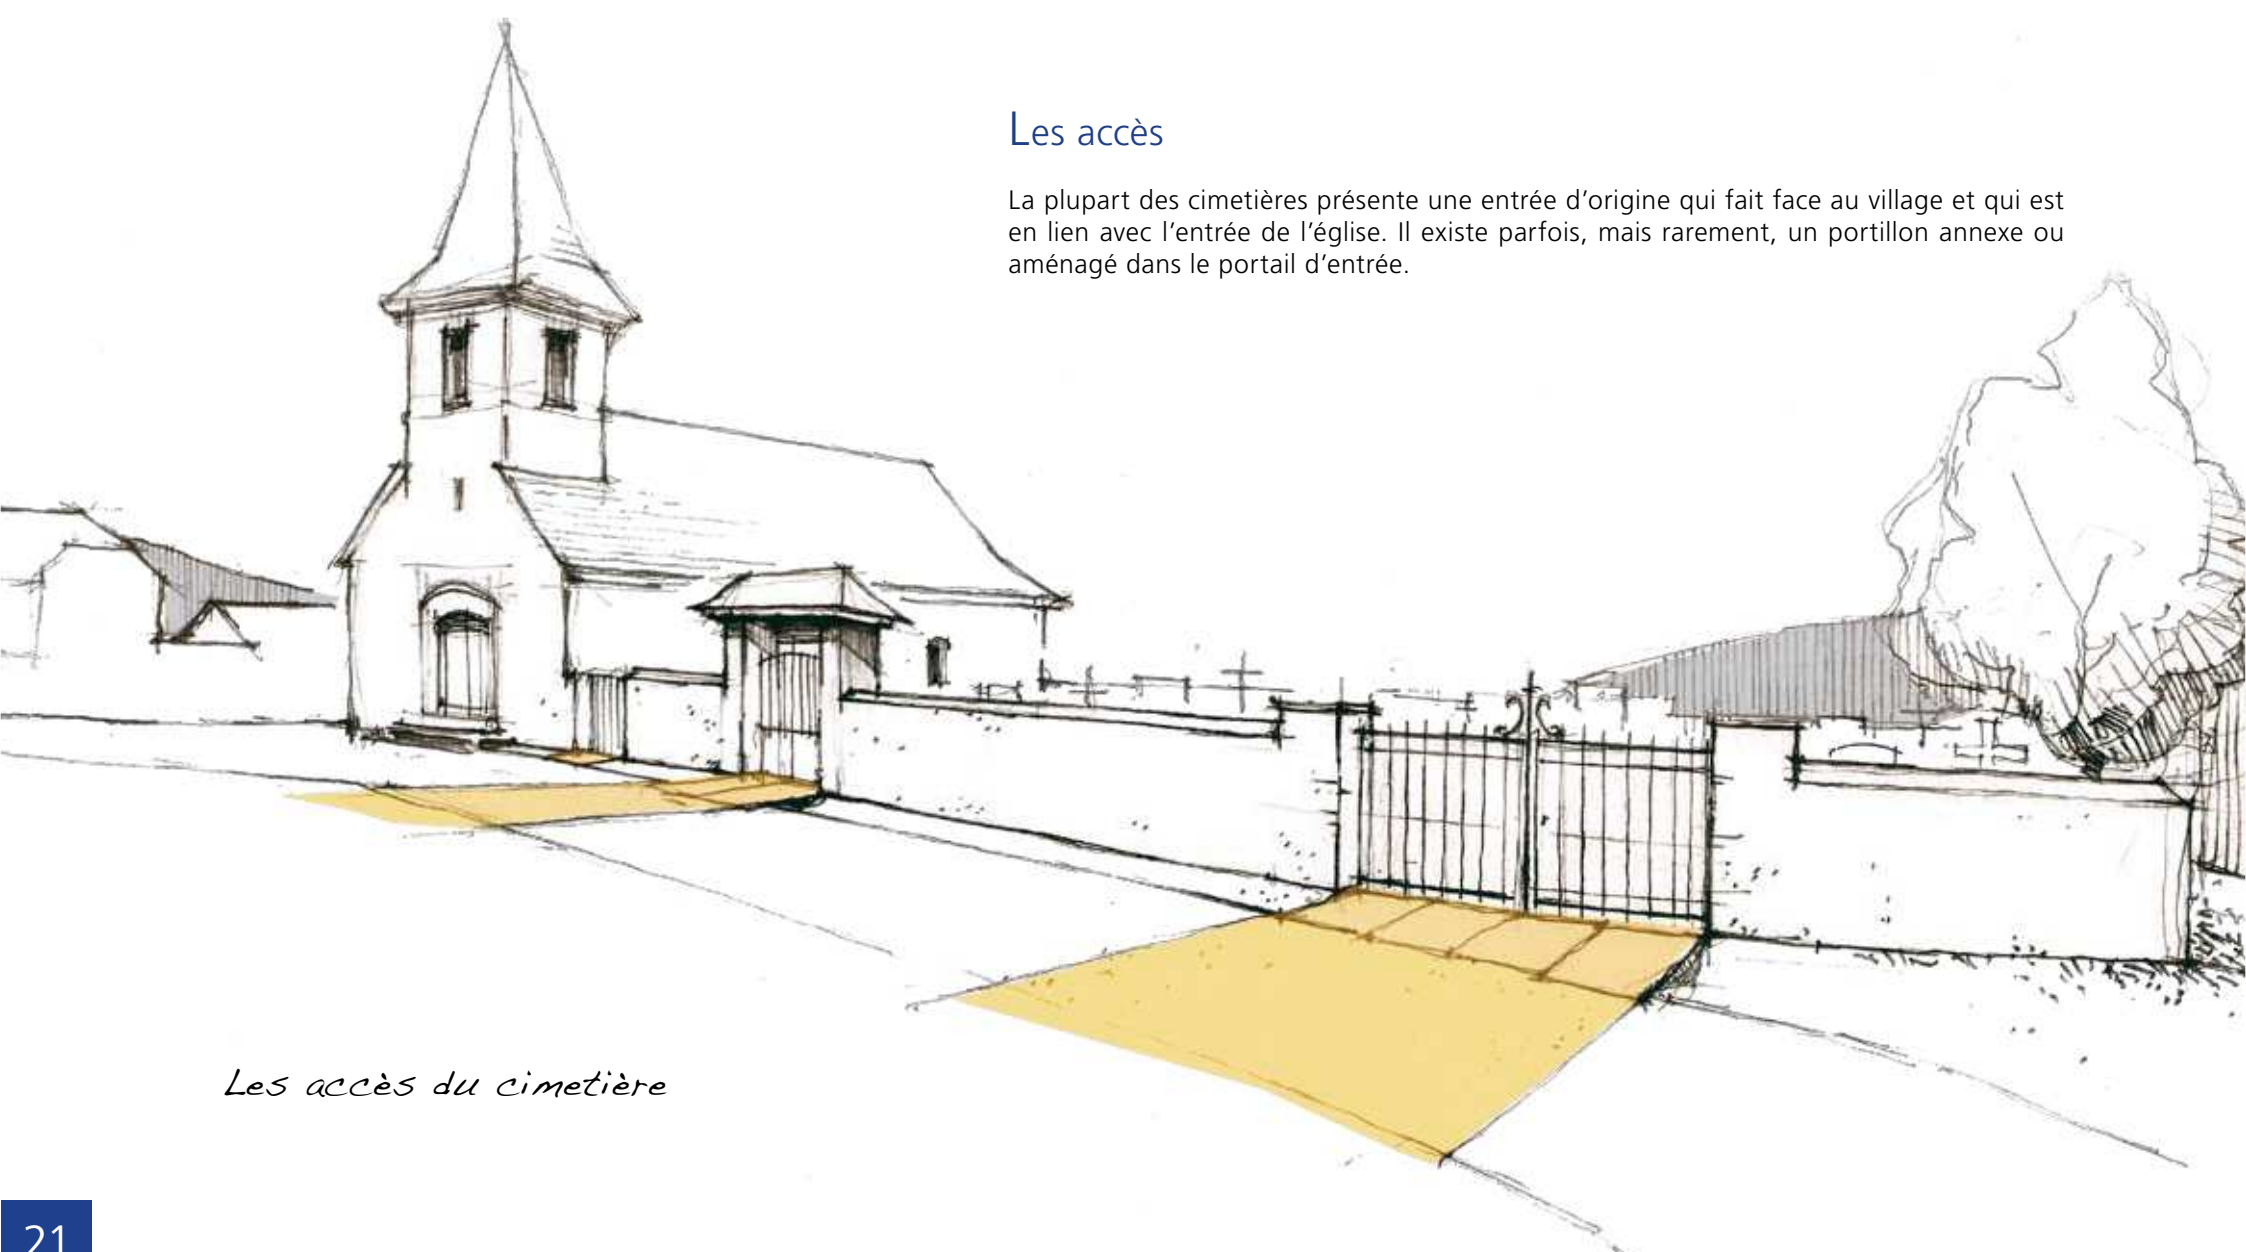 Les accès
La plupart des cimetières présente une entrée d’origine qui fait face au village et qui est
en lien avec l’entrée de l’église. Il existe parfois, mais rarement, un portillon annexe ou
aménagé dans le portail d’entrée.
Les accès du cimetière
21